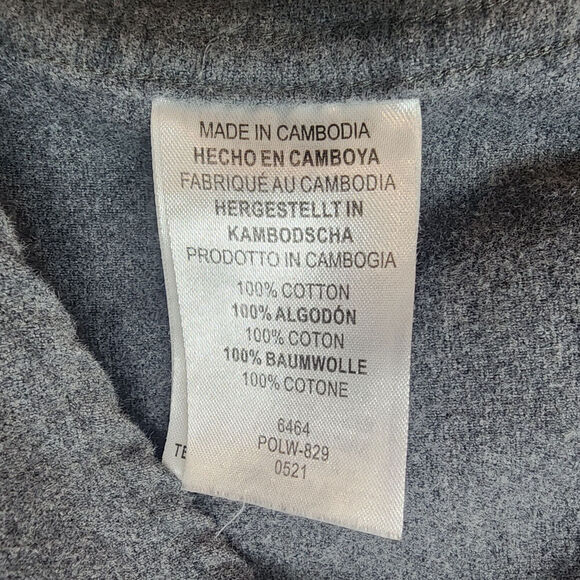 MADE IN CAMBODIA
HECHO EN CAMBOYA
FABRIQUÉ AU CAMBODIA
HERGESTELLT IN
KAMBODSCHA
PRODOTTO IN CAMBOGIA
100% COTTON
100% ALGODÓN
100% COTON
100% BAUMWOLLE
100% COTONE
6464
POLW-829
0521